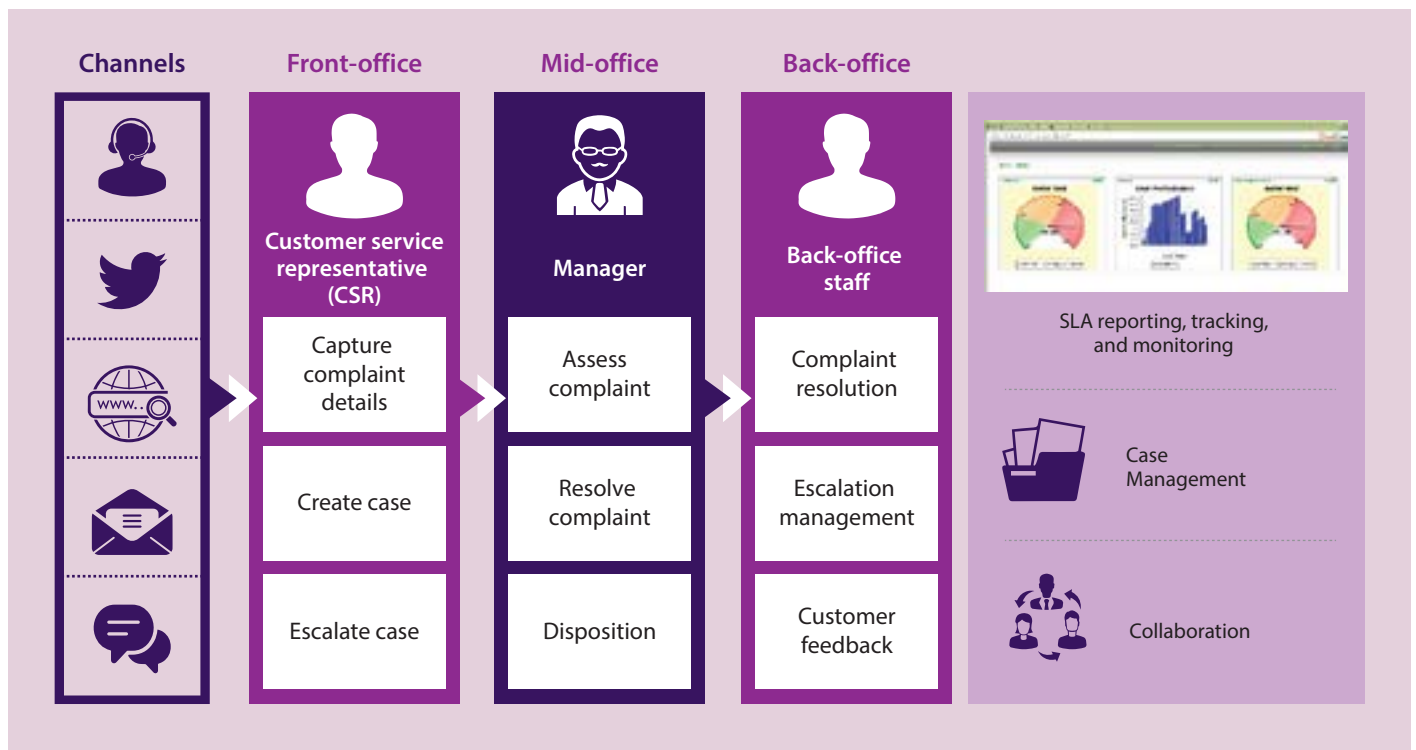 Channels
Front-office
Mid-office
Back-office
www..
Customer service
representative
(CSR)
Capture
complaint
details
Create case
Escalate case
Manager
Assess
complaint
Resolve
complaint
Disposition
Back-office
staff
Complaint
resolution
Escalation
management
Customer
feedback
SLA reporting, tracking,
and monitoring
Case
Management
Collaboration